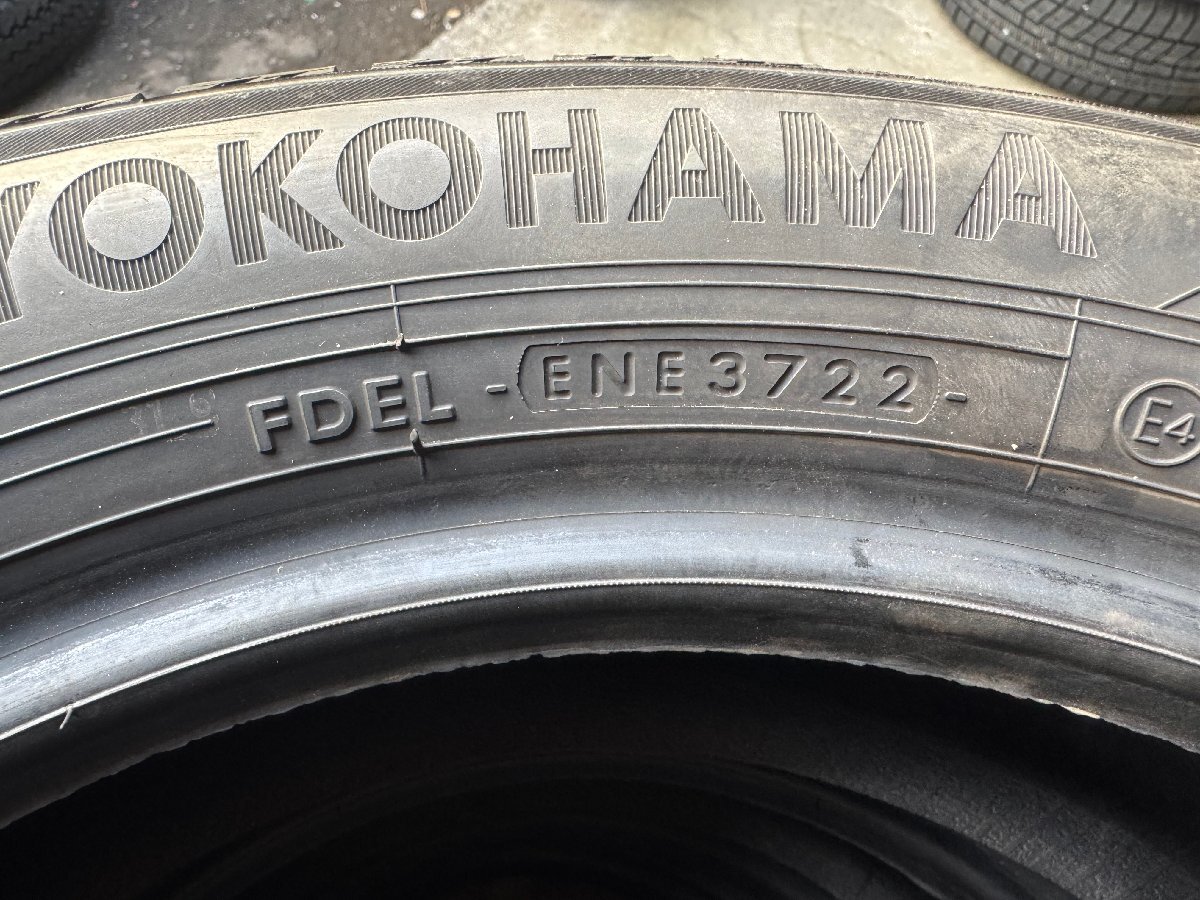 YOKOHAMA
FDEL - ENE3722 -
E4